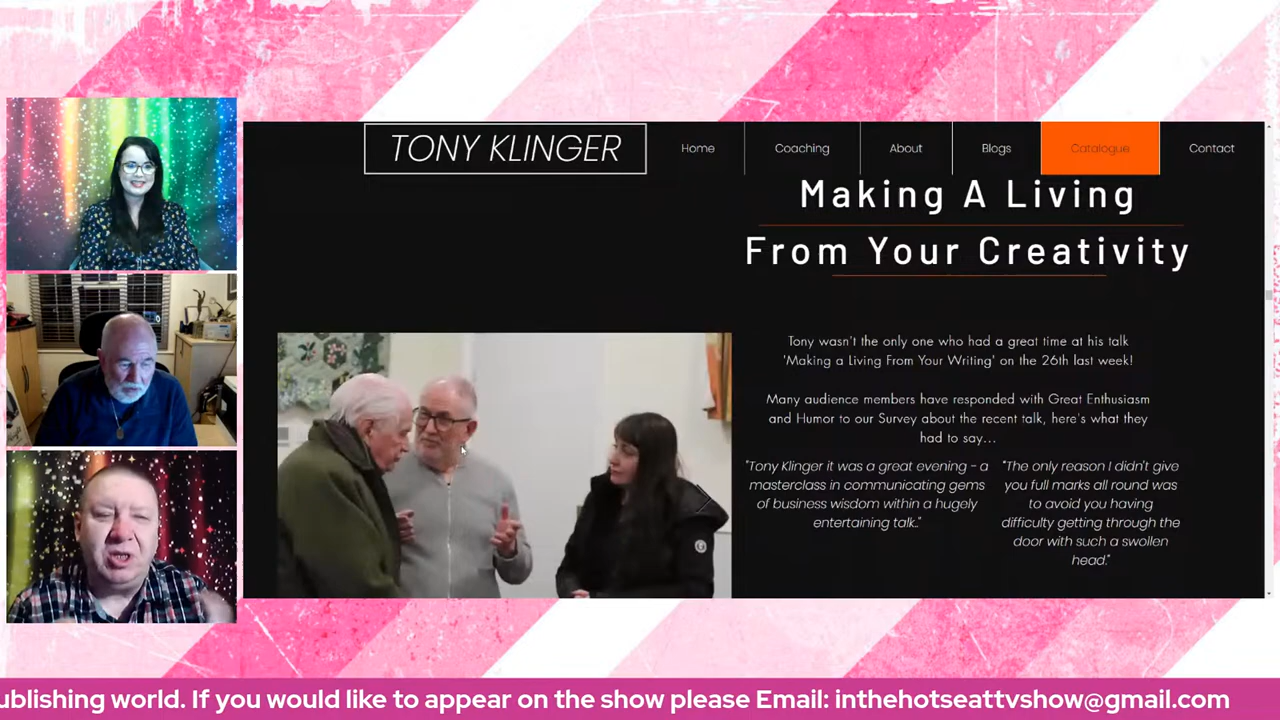 TONY KLINGER
Home
Coaching
About
Blogs
Catalogue
Contact
Making A Living
From Your Creativity
Tony wasn't the only one who had a great time at his talk
'Making a Living From Your Writing' on the 26th last week!
Many audience members have responded with Great Enthusiasm
and Humor to our Survey about the recent talk, here's what they
had to say...
"Tony Klinger it was a great evening - a
masterclass in communicating gems
of business wisdom within a hugely
entertaining talk."
"The only reason I didn't give
you full marks all round was
to avoid you having
difficulty getting through the
door with such a swollen
head."
ublishing world. If you would like to appear on the show please Email: inthehotseattvshow@gmail.com